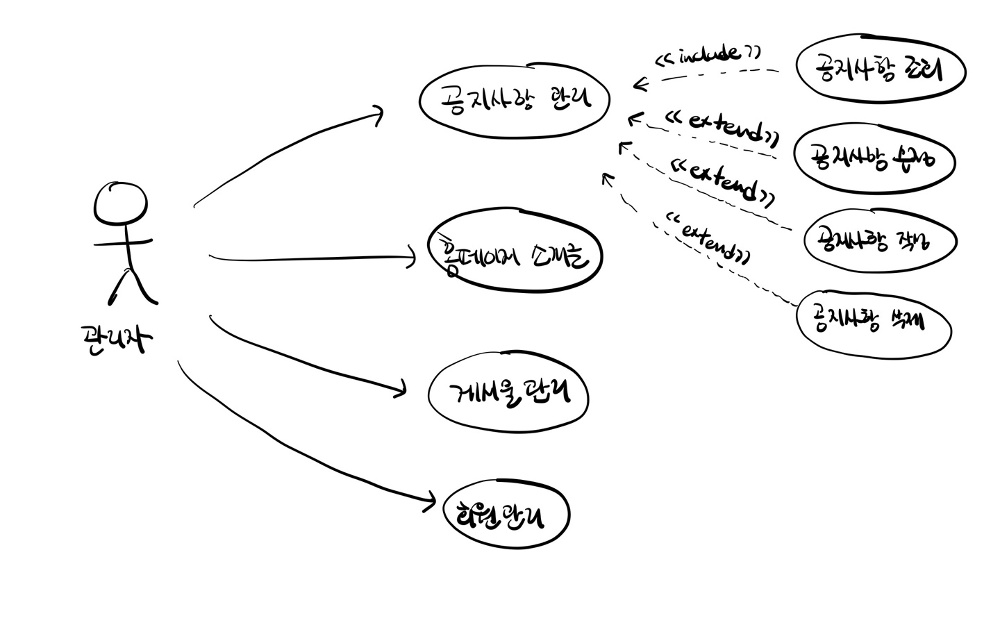 <<include>>
공지사항 조회
공지사항 관리
<<extend>>
공지사항 수정
<<extend>>
공지사항 작성
<<extend>>
공지사항 삭제
홈페이지 소개글
관리자
게시물 관리
회원관리